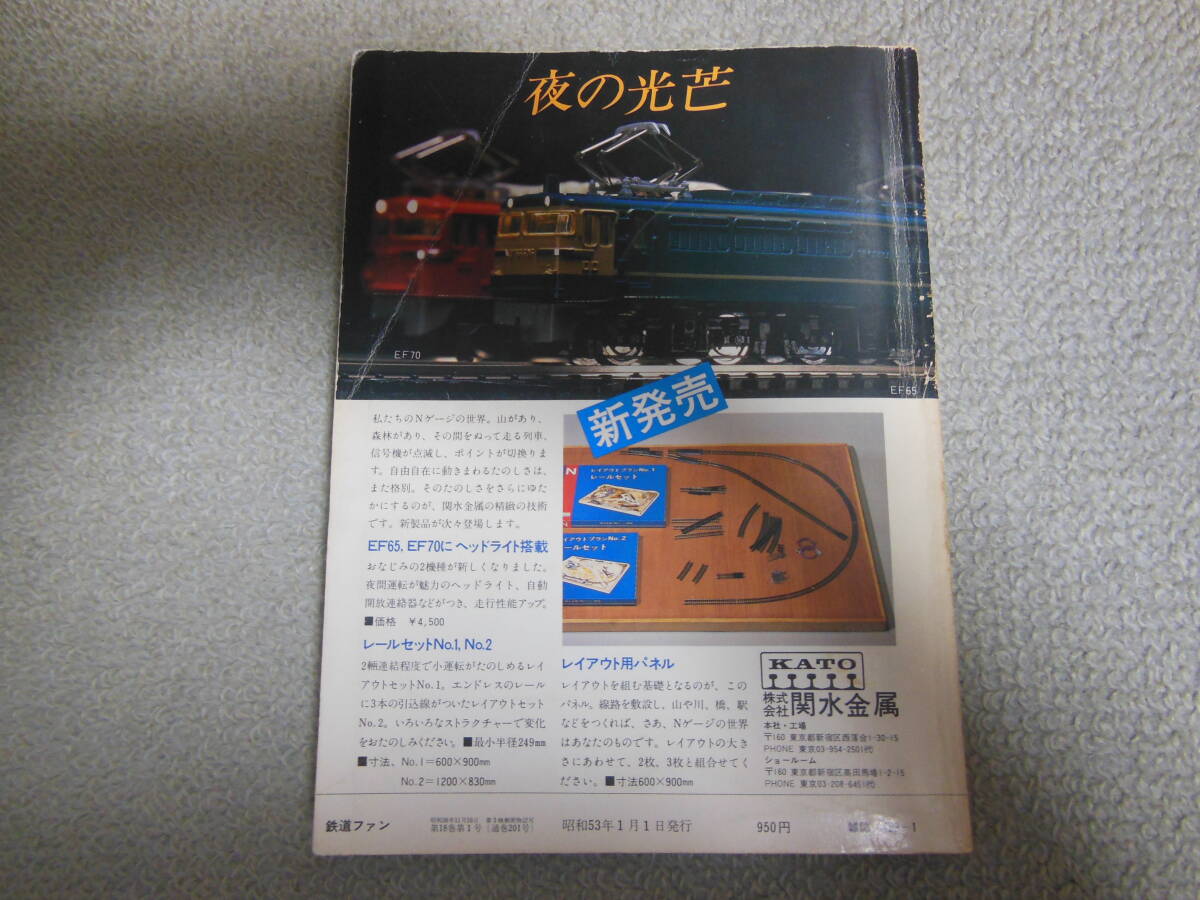 夜の光芒
EF70
EF65
新発売
私たちのNゲージの世界。山があり、
森林があり、その間をぬって走る列車、
信号機が点滅し、ポイントが切換りま
す。自由自在に動きまわるたのしさは、
また格別。そのたのしさをさらにゆた
かにするのが、関水金属の精緻の技術
です。新製品が次々登場します。
EF65, EF70に ヘッドライト搭載
おなじみの2機種が新しくなりました。
夜間運転が魅力のヘッドライト、自動
開放連結器などがつき、走行性能アップ。
■価格 ¥4,500
レールセットNo.1, No.2
2輛連結程度で小運転がたのしめるレイ
アウトセットNo.1。エンドレスのレール
に3本の引込線がついたレイアウトセット
No.2。いろいろなストラクチャーで変化
をおたのしみください。■最小半径249mm
■寸法、No.1=600×900mm
No.2=1200×830mm
レイアウトプランNo.1
レールセット
イアウトプランNo.2
ールセット
レイアウト用パネル
レイアウトを組む基礎となるのが、この
パネル。線路を敷設し、山や川、橋、駅
などをつくれば、さあ、Nゲージの世界
はあなたのものです。レイアウトの大き
さにあわせて、2枚、3枚と組合せてく
ださい。■寸法600×900mm
KATO
株式会社 関水金属
本社・工場
〒160 東京都新宿区西落合1-30-15
PHONE 東京03-954-2501㈹
ショールーム
〒160 東京都新宿区高田馬場1-2-15
PHONE 東京03-208-6451㈹
鉄道ファン
第18巻第1号〔通巻201号〕
昭和53年1月1日発行
950円
雑誌